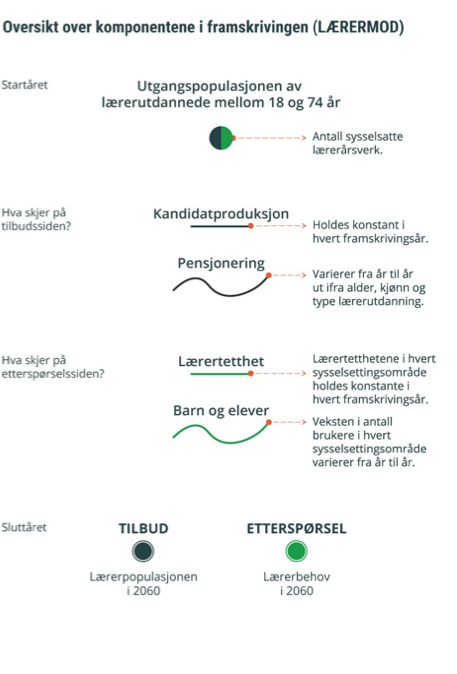 Oversikt over komponentene i framskrivingen (LÆRERMOD)
Startåret
Utgangspopulasjonen av
lærerutdannede mellom 18 og 74 år
Antall sysselsatte
lærerårsverk.
Hva skjer på
tilbudssiden?
Kandidatproduksjon
Holdes konstant i
hvert framskrivingsår.
Pensjonering
Varierer fra år til år
ut ifra alder, kjønn og
type lærerutdanning.
Hva skjer på
etterspørselssiden?
Lærertetthet
Lærertetthetene i hvert
sysselsettingsområde
holdes konstante i
hvert framskrivingsår.
Barn og elever
Veksten i antall
brukere i hvert
sysselsettingsområde
varierer fra år til år.
Sluttåret
TILBUD
Lærerpopulasjonen
i 2060
ETTERSPØRSEL
Lærerbehov
i 2060